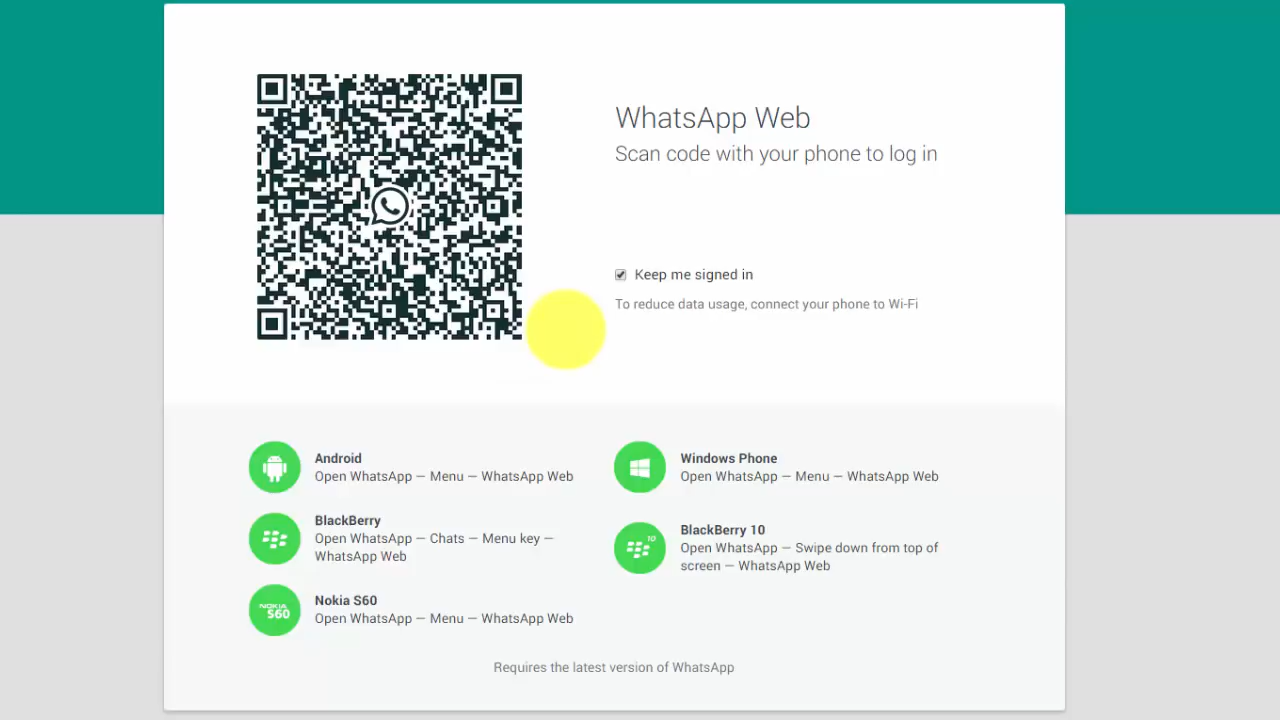 WhatsApp Web
Scan code with your phone to log in
Keep me signed in
To reduce data usage, connect your phone to Wi-Fi
Android
Open WhatsApp — Menu — WhatsApp Web
BlackBerry
Open WhatsApp — Chats — Menu key —
WhatsApp Web
NOKIA
S60
Nokia S60
Open WhatsApp — Menu — WhatsApp Web
Windows Phone
Open WhatsApp — Menu — WhatsApp Web
10
BlackBerry 10
Open WhatsApp — Swipe down from top of
screen — WhatsApp Web
Requires the latest version of WhatsApp